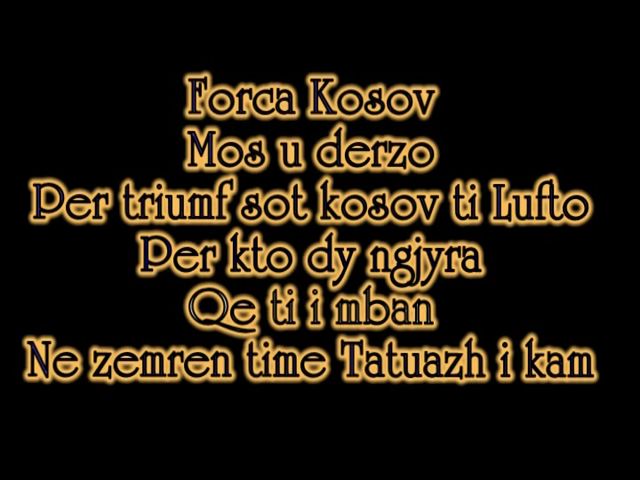 Forca Kosov
Mos u derzo
Per triumf sot kosov ti Lufto
Per kto dy ngjyra
Qe ti i mban
Ne zemren time Tatuazh i kam